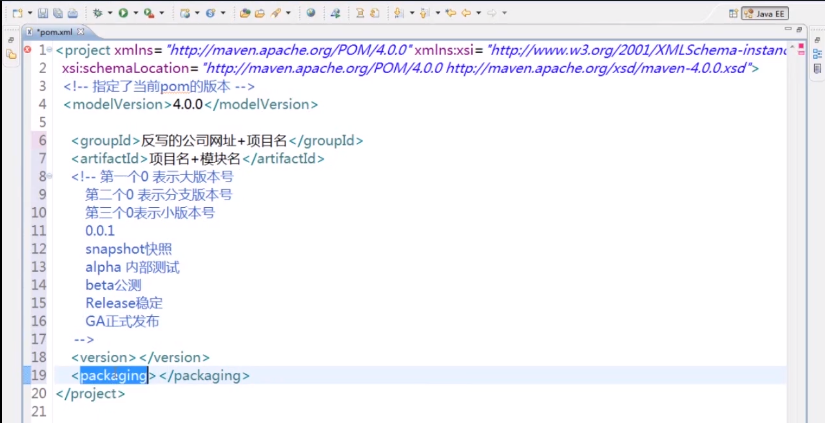 Java EE
*pom.xml
1 <project xmlns="http://maven.apache.org/POM/4.0.0" xmlns:xsi="http://www.w3.org/2001/XMLSchema-instanc
2 xsi:schemaLocation="http://maven.apache.org/POM/4.0.0 http://maven.apache.org/xsd/maven-4.0.0.xsd">
3 <!-- 指定了当前pom的版本 -->
4 <modelVersion>4.0.0</modelVersion>
5
6 <groupId>反写的公司网址+项目名</groupId>
7 <artifactId>项目名+模块名</artifactId>
8 <!-- 第一个0 表示大版本号
9 第二个0 表示分支版本号
10 第三个0表示小版本号
11 0.0.1
12 snapshot快照
13 alpha 内部测试
14 beta公测
15 Release稳定
16 GA正式发布
17 -->
18 <version></version>
19 <packaging></packaging>
20 </project>
21